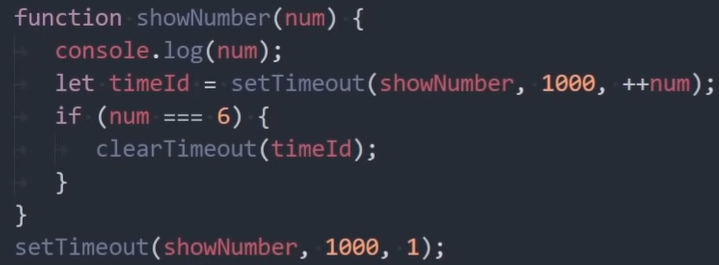 function showNumber(num) {
console.log(num);
let timeId = setTimeout(showNumber, 1000, ++num);
if (num === 6) {
clearTimeout(timeId);
}
}
setTimeout(showNumber, 1000, 1);